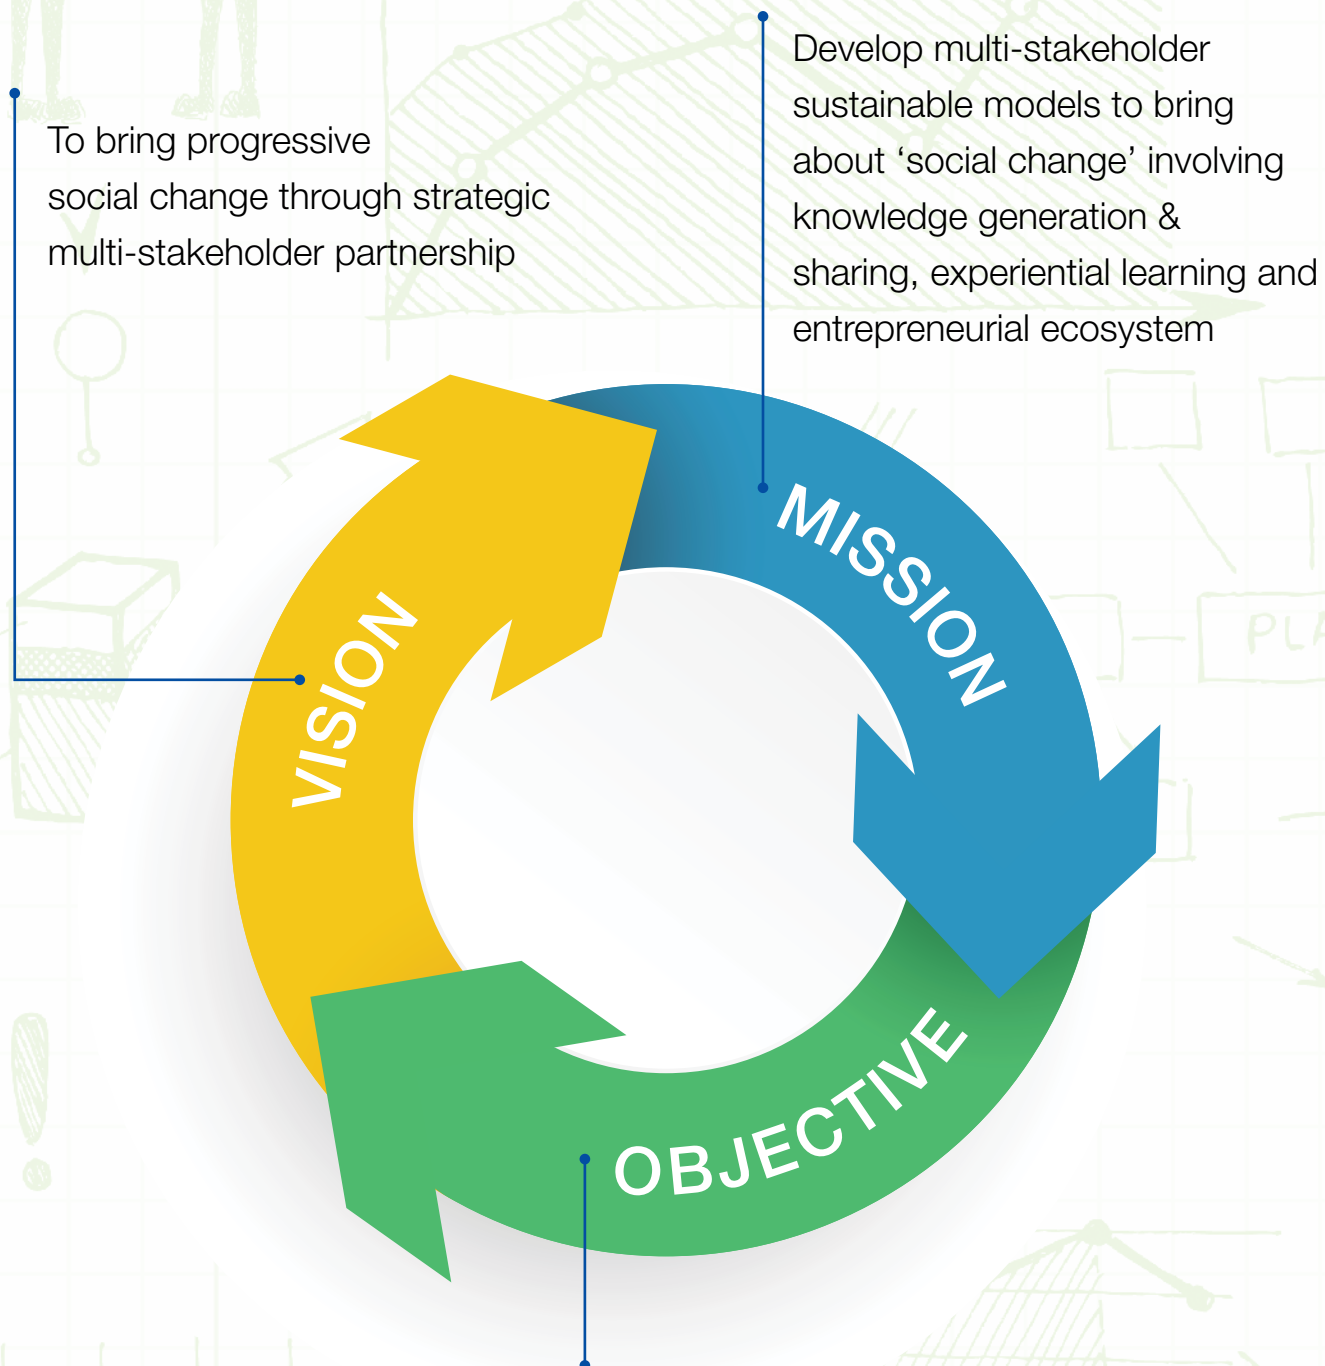 To bring progressive
social change through strategic
multi-stakeholder partnership
Develop multi-stakeholder
sustainable models to bring
about ‘social change’ involving
knowledge generation &
sharing, experiential learning and
entrepreneurial ecosystem
VISION
MISSION
OBJECTIVE